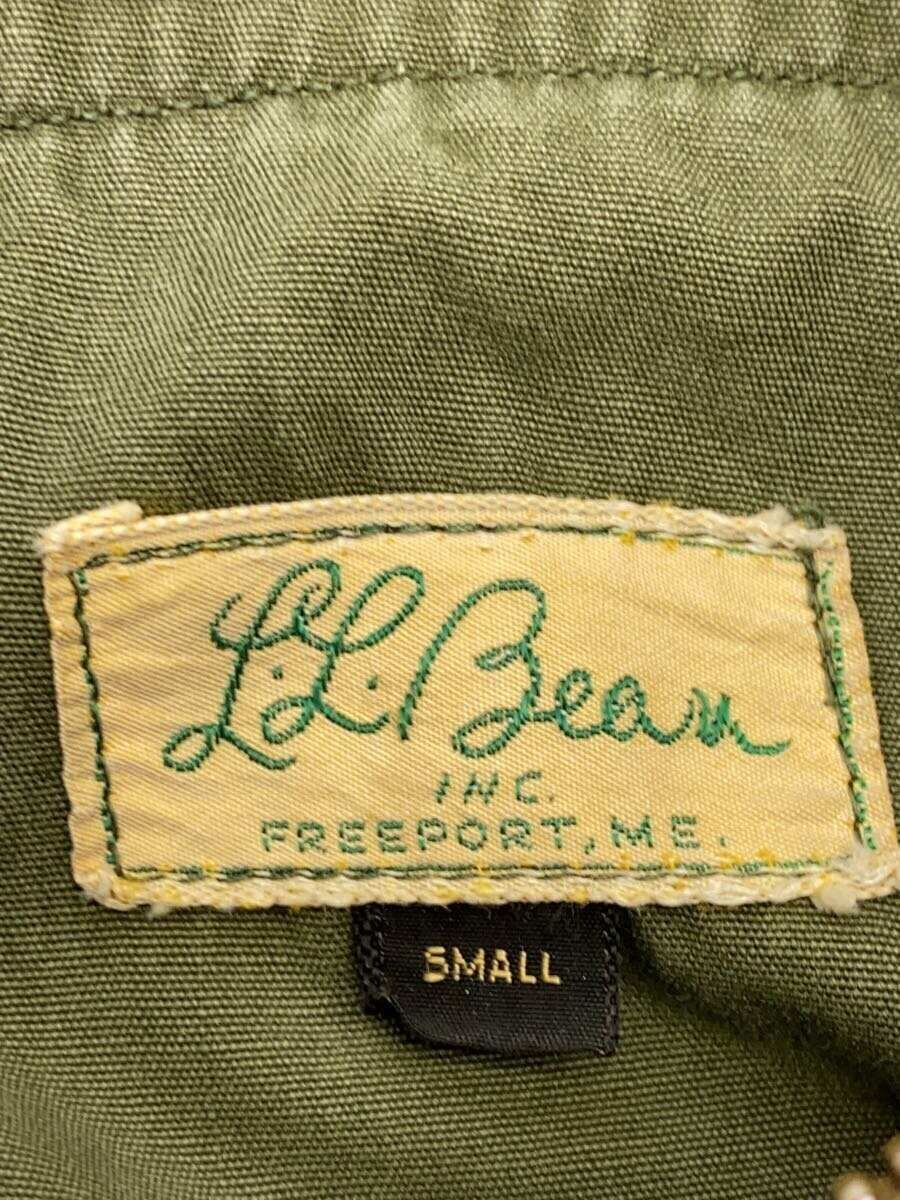 L.L.Bean
INC.
FREEPORT, ME.
SMALL